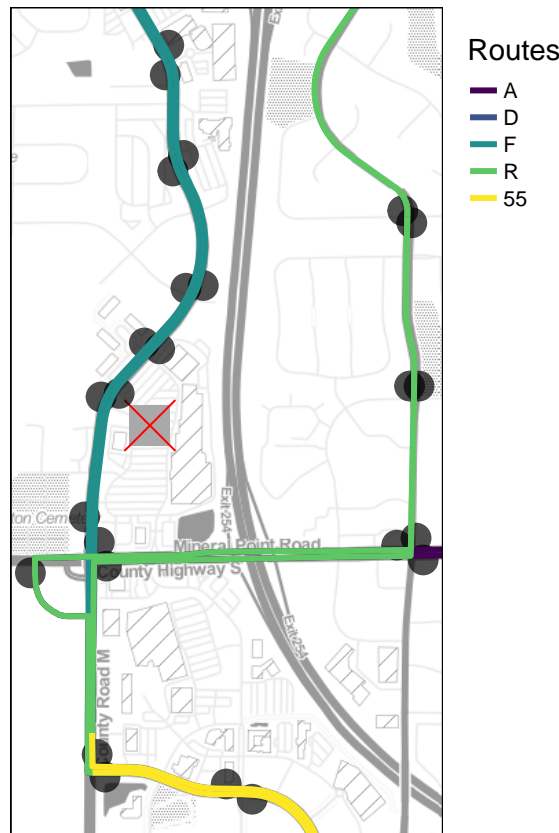 Routes
A
D
F
R
55
Exit 254
ton Cemete
Mineral Point Road
County Highway S
Exit 254
County Road M